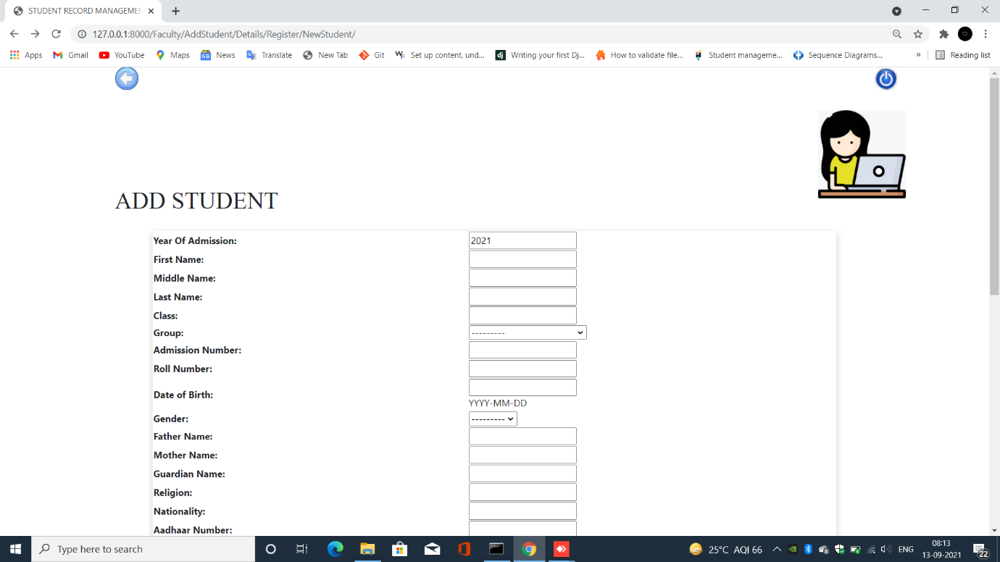 STUDENT RECORD MANAGEMEN
127.0.0.1:8000/Faculty/AddStudent/Details/Register/NewStudent/
Apps Gmail YouTube Maps News Translate New Tab Git Set up content, und... dj Writing your first Dj... How to validate file... Student manageme... Sequence Diagrams... » Reading list
ADD STUDENT
Year Of Admission: 2021
First Name:
Middle Name:
Last Name:
Class:
Group: ---------
Admission Number:
Roll Number:
Date of Birth:
YYYY-MM-DD
Gender: ---------
Father Name:
Mother Name:
Guardian Name:
Religion:
Nationality:
Aadhaar Number:
Type here to search
25°C AQI 66 ENG
08:13
13-09-2021
22